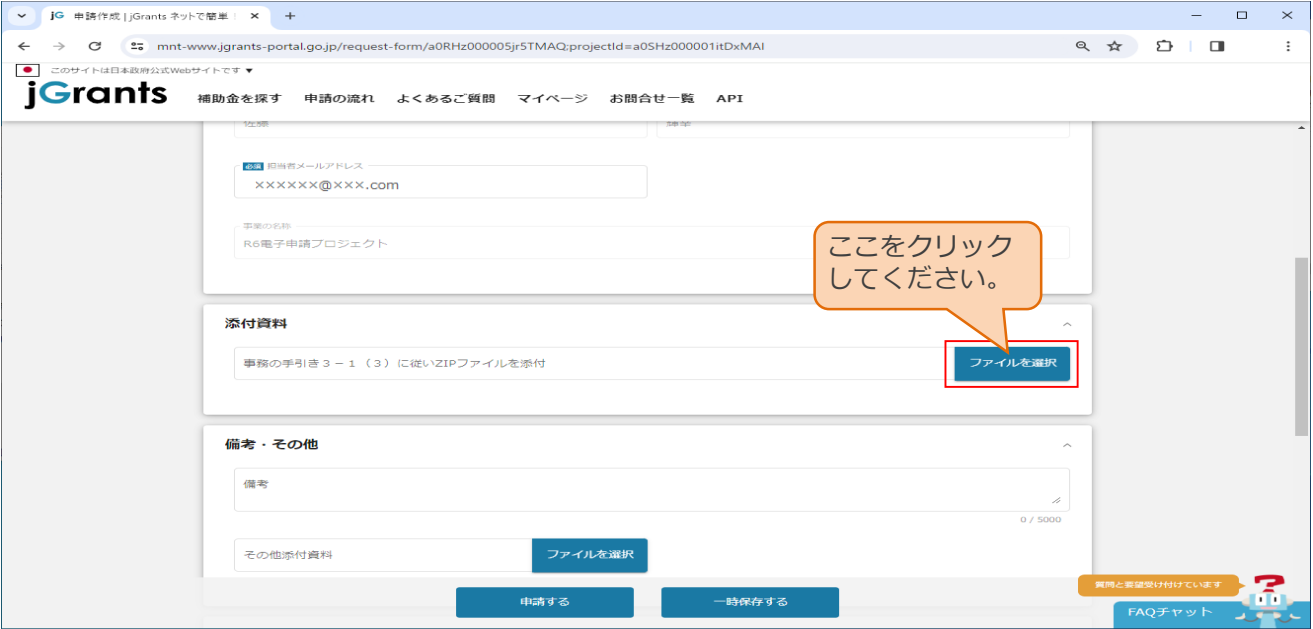 jG 申請作成 | jGrants ネットで簡単
mnt-www.jgrants-portal.go.jp/request-form/a0RHz000005jr5TMAQ;projectId=a0SHz000001itDxMAI
このサイトは日本政府公式Webサイトです ▼
jGrants 補助金を探す 申請の流れ よくあるご質問 マイページ お問合せ一覧 API
佐藤
必須 担当者メールアドレス
××××××@×××.com
事業の名称
R6電子申請プロジェクト
ここをクリック
してください。
添付資料
事務の手引き3-1（3）に従いZIPファイルを添付 ファイルを選択
備考・その他
備考
0 / 5000
その他添付資料 ファイルを選択
申請する 一時保存する
質問と要望受け付けています
FAQチャット